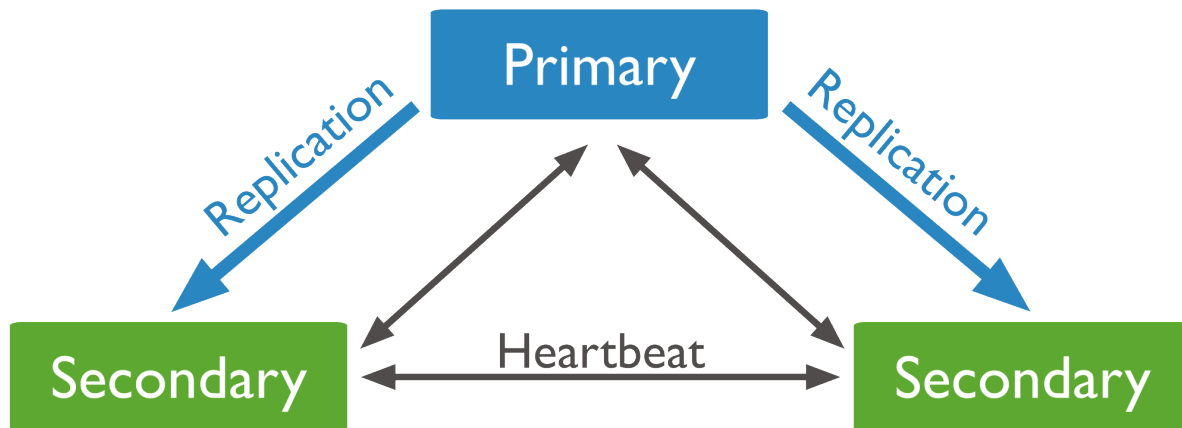 Primary
Replication
Replication
Heartbeat
Secondary
Secondary